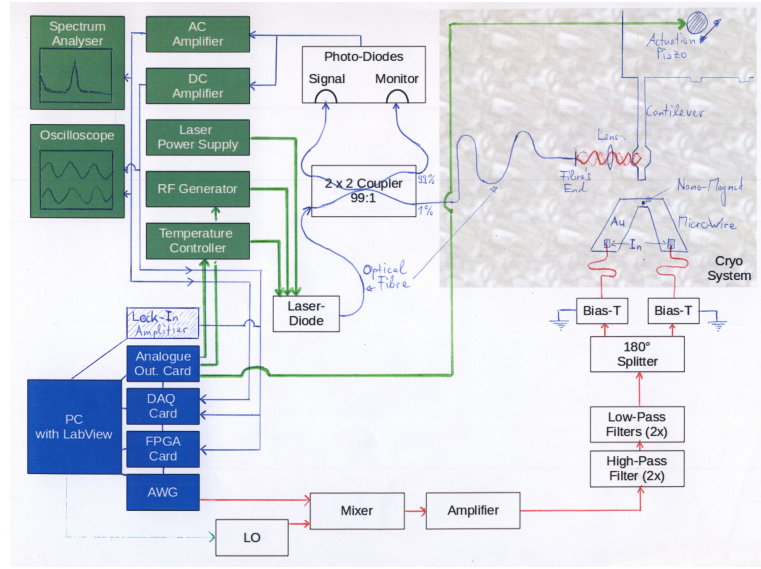 Spectrum
Analyser
AC
Amplifier
Photo-Diodes
Signal
Monitor
DC
Amplifier
Oscilloscope
Laser
Power Supply
RF Generator
Temperature
Controller
2 x 2 Coupler
99:1
99%
1%
Actuation
Piezo
Cantilever
Lens
Fibre's
End
Nano-Magnet
Au
MicroWire
In
Cryo
System
Optical
Fibre
Laser-
Diode
Bias-T
Bias-T
Lock-In
Amplifier
180°
Splitter
Analogue
Out. Card
PC
with LabView
DAQ
Card
FPGA
Card
AWG
Low-Pass
Filters (2x)
High-Pass
Filter (2x)
Mixer
Amplifier
LO